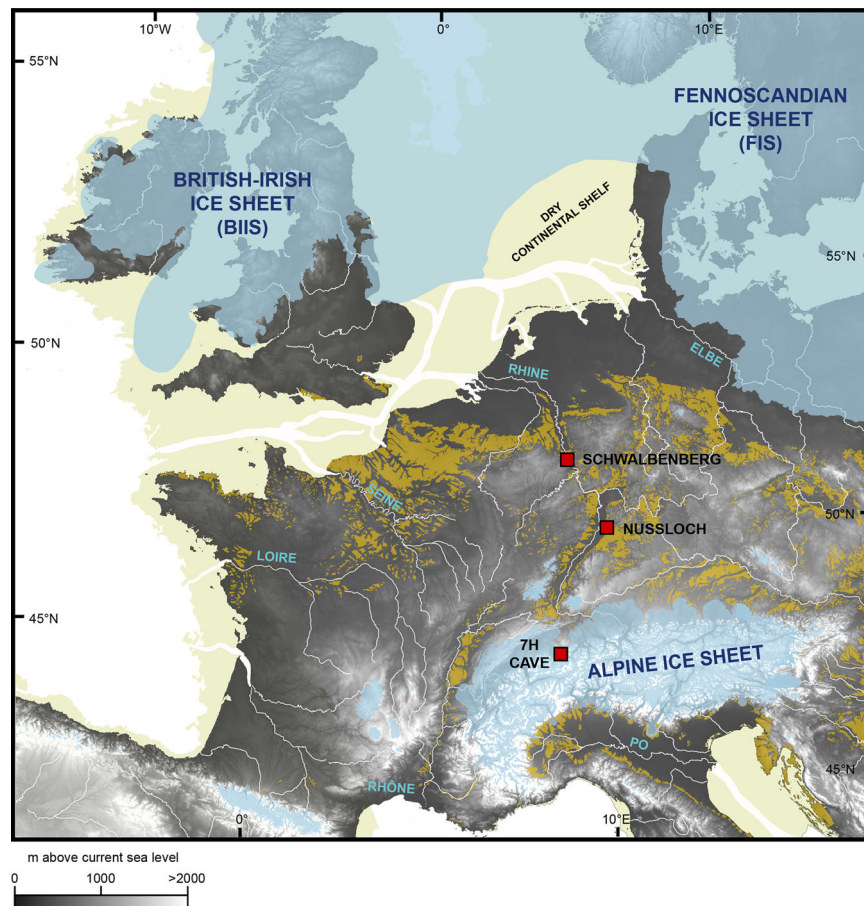 10°W
0°
10°E
55°N
FENNOSCANDIAN
ICE SHEET
(FIS)
BRITISH-IRISH
ICE SHEET
(BIIS)
DRY
CONTINENTAL SHELF
55°N
50°N
ELBE
RHINE
SCHWALBENBERG
SEINE
50°N
NUSSLOCH
LOIRE
45°N
7H
CAVE
ALPINE ICE SHEET
PO
45°N
RHÔNE
0°
10°E
m above current sea level
0
1000
>2000